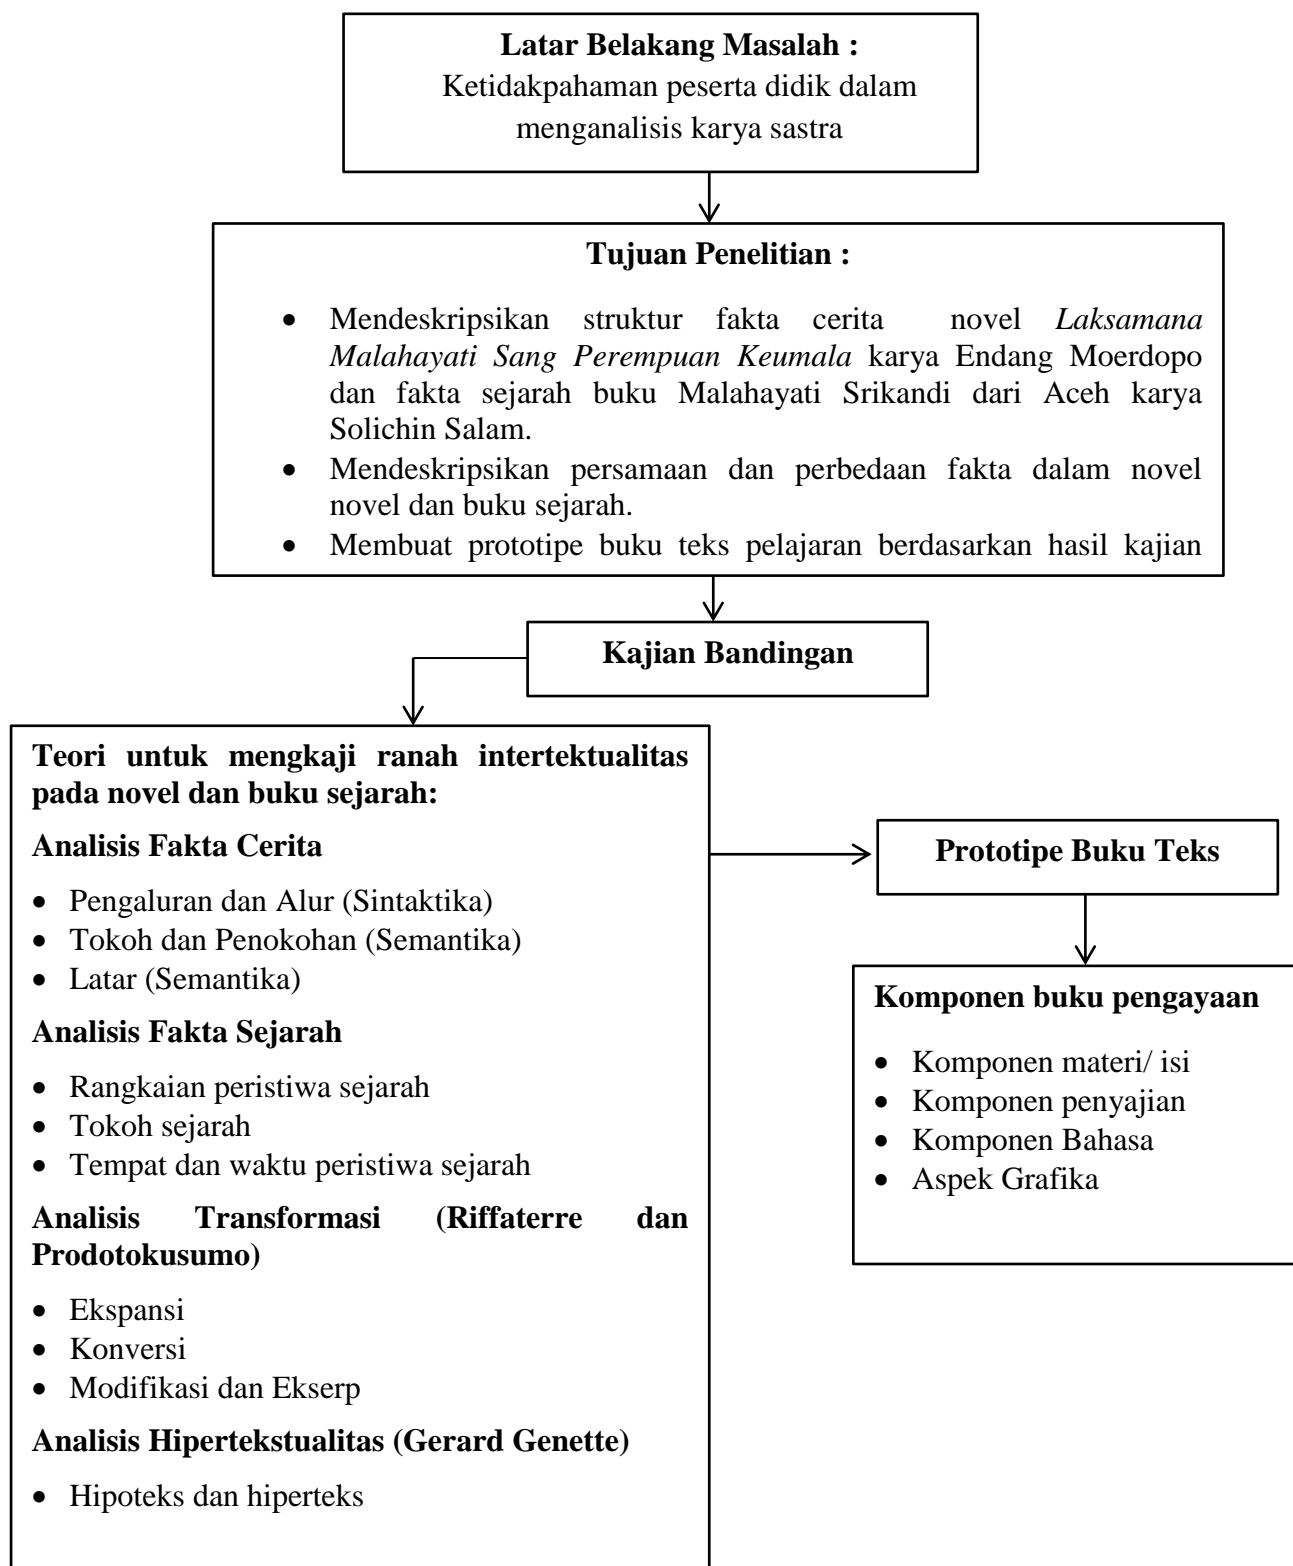 Latar Belakang Masalah :
Ketidakpahaman peserta didik dalam
menganalisis karya sastra
Tujuan Penelitian :
• Mendeskripsikan struktur fakta cerita novel Laksamana
Malahayati Sang Perempuan Keumala karya Endang Moerdopo
dan fakta sejarah buku Malahayati Srikandi dari Aceh karya
Solichin Salam.
• Mendeskripsikan persamaan dan perbedaan fakta dalam novel
novel dan buku sejarah.
• Membuat prototipe buku teks pelajaran berdasarkan hasil kajian
Kajian Bandingan
Teori untuk mengkaji ranah intertektualitas
pada novel dan buku sejarah:
Analisis Fakta Cerita
• Pengaluran dan Alur (Sintaktika)
• Tokoh dan Penokohan (Semantika)
• Latar (Semantika)
Analisis Fakta Sejarah
• Rangkaian peristiwa sejarah
• Tokoh sejarah
• Tempat dan waktu peristiwa sejarah
Analisis Transformasi (Riffaterre dan
Prodotokusumo)
• Ekspansi
• Konversi
• Modifikasi dan Ekserp
Analisis Hipertekstualitas (Gerard Genette)
• Hipoteks dan hiperteks
Prototipe Buku Teks
Komponen buku pengayaan
• Komponen materi/ isi
• Komponen penyajian
• Komponen Bahasa
• Aspek Grafika